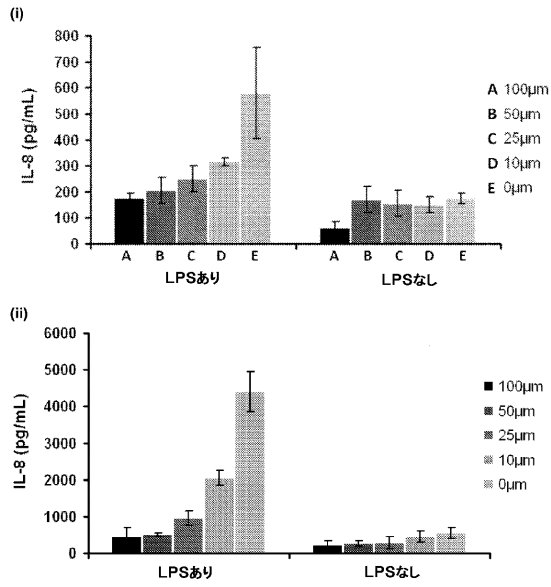 (i)
800
700
600
500
400
300
200
100
0
IL-8 (pg/mL)
A B C D E A B C D E
LPSあり LPSなし
A 100μm
B 50μm
C 25μm
D 10μm
E 0μm
(ii)
6000
5000
4000
3000
2000
1000
0
IL-8 (pg/mL)
LPSあり LPSなし
100μm
50μm
25μm
10μm
0μm